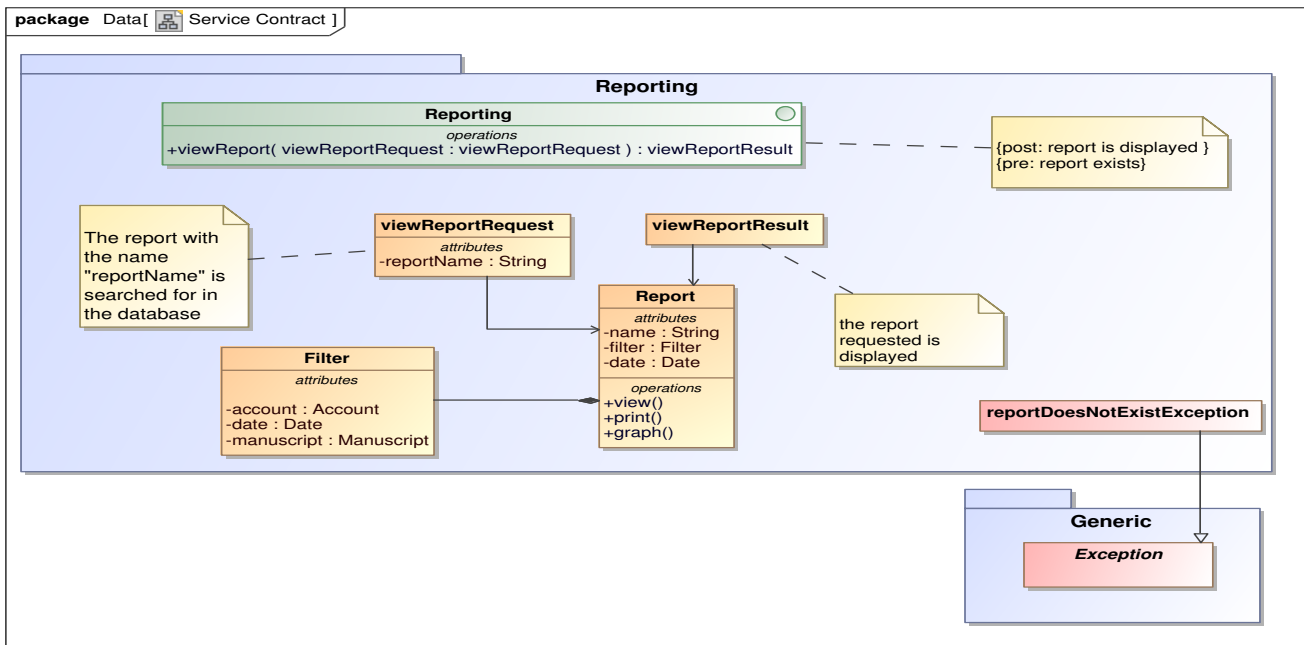 package Data[ Service Contract ]
Reporting
Reporting
operations
+viewReport( viewReportRequest : viewReportRequest ) : viewReportResult
{post: report is displayed }
{pre: report exists}
The report with
the name
"reportName" is
searched for in
the database
viewReportRequest
attributes
-reportName : String
viewReportResult
Report
attributes
-name : String
-filter : Filter
-date : Date
operations
+view()
+print()
+graph()
the report
requested is
displayed
Filter
attributes
-account : Account
-date : Date
-manuscript : Manuscript
reportDoesNotExistException
Generic
Exception